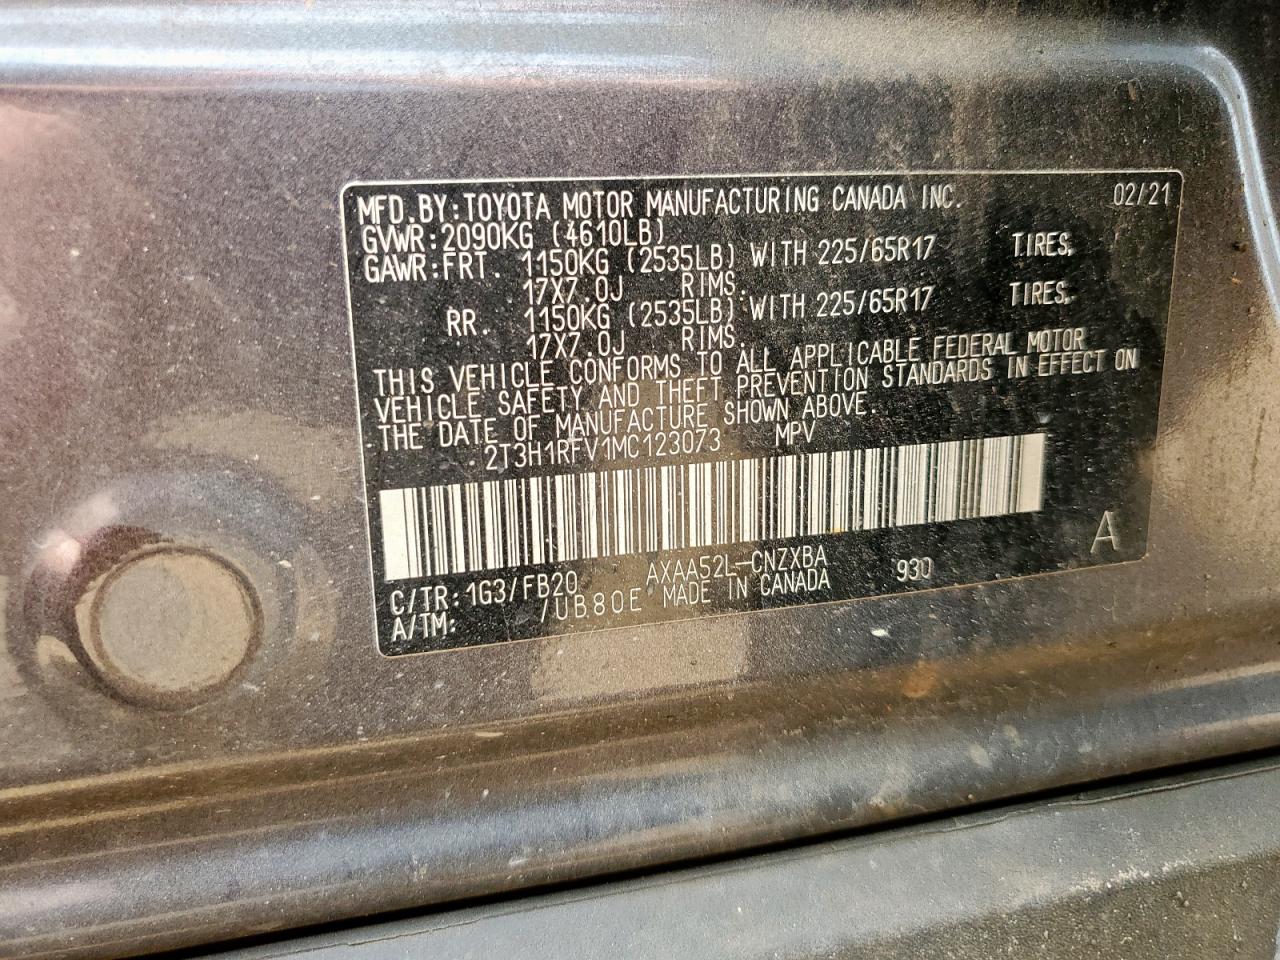 MFD.BY:TOYOTA MOTOR MANUFACTURING CANADA INC. 02/21
GVWR:2090KG (4610LB)
GAWR:FRT. 1150KG (2535LB) WITH 225/65R17 TIRES,
17X7.0J RIMS.
RR. 1150KG (2535LB) WITH 225/65R17 TIRES,
17X7.0J RIMS.
THIS VEHICLE CONFORMS TO ALL APPLICABLE FEDERAL MOTOR
VEHICLE SAFETY AND THEFT PREVENTION STANDARDS IN EFFECT ON
THE DATE OF MANUFACTURE SHOWN ABOVE.
2T3H1RFV1MC123073 MPV
C/TR:1G3/FB20 AXAA52L-CNZXBA 930 A
A/TM: /UB80E MADE IN CANADA